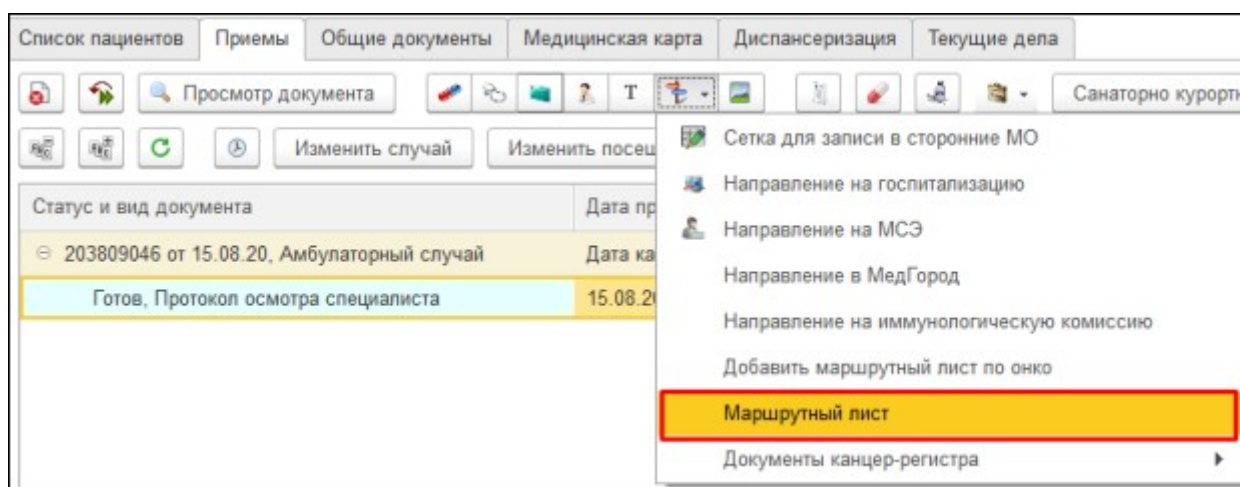 Список пациентов Приемы Общие документы Медицинская карта Диспансеризация Текущие дела
Просмотр документа T Санаторно курортн
Изменить случай Изменить посещ
Статус и вид документа Дата пр
203809046 от 15.08.20, Амбулаторный случай Дата ка
Готов, Протокол осмотра специалиста 15.08.20
Сетка для записи в сторонние МО
Направление на госпитализацию
Направление на МСЭ
Направление в МедГород
Направление на иммунологическую комиссию
Добавить маршрутный лист по онко
Маршрутный лист
Документы канцер-регистра